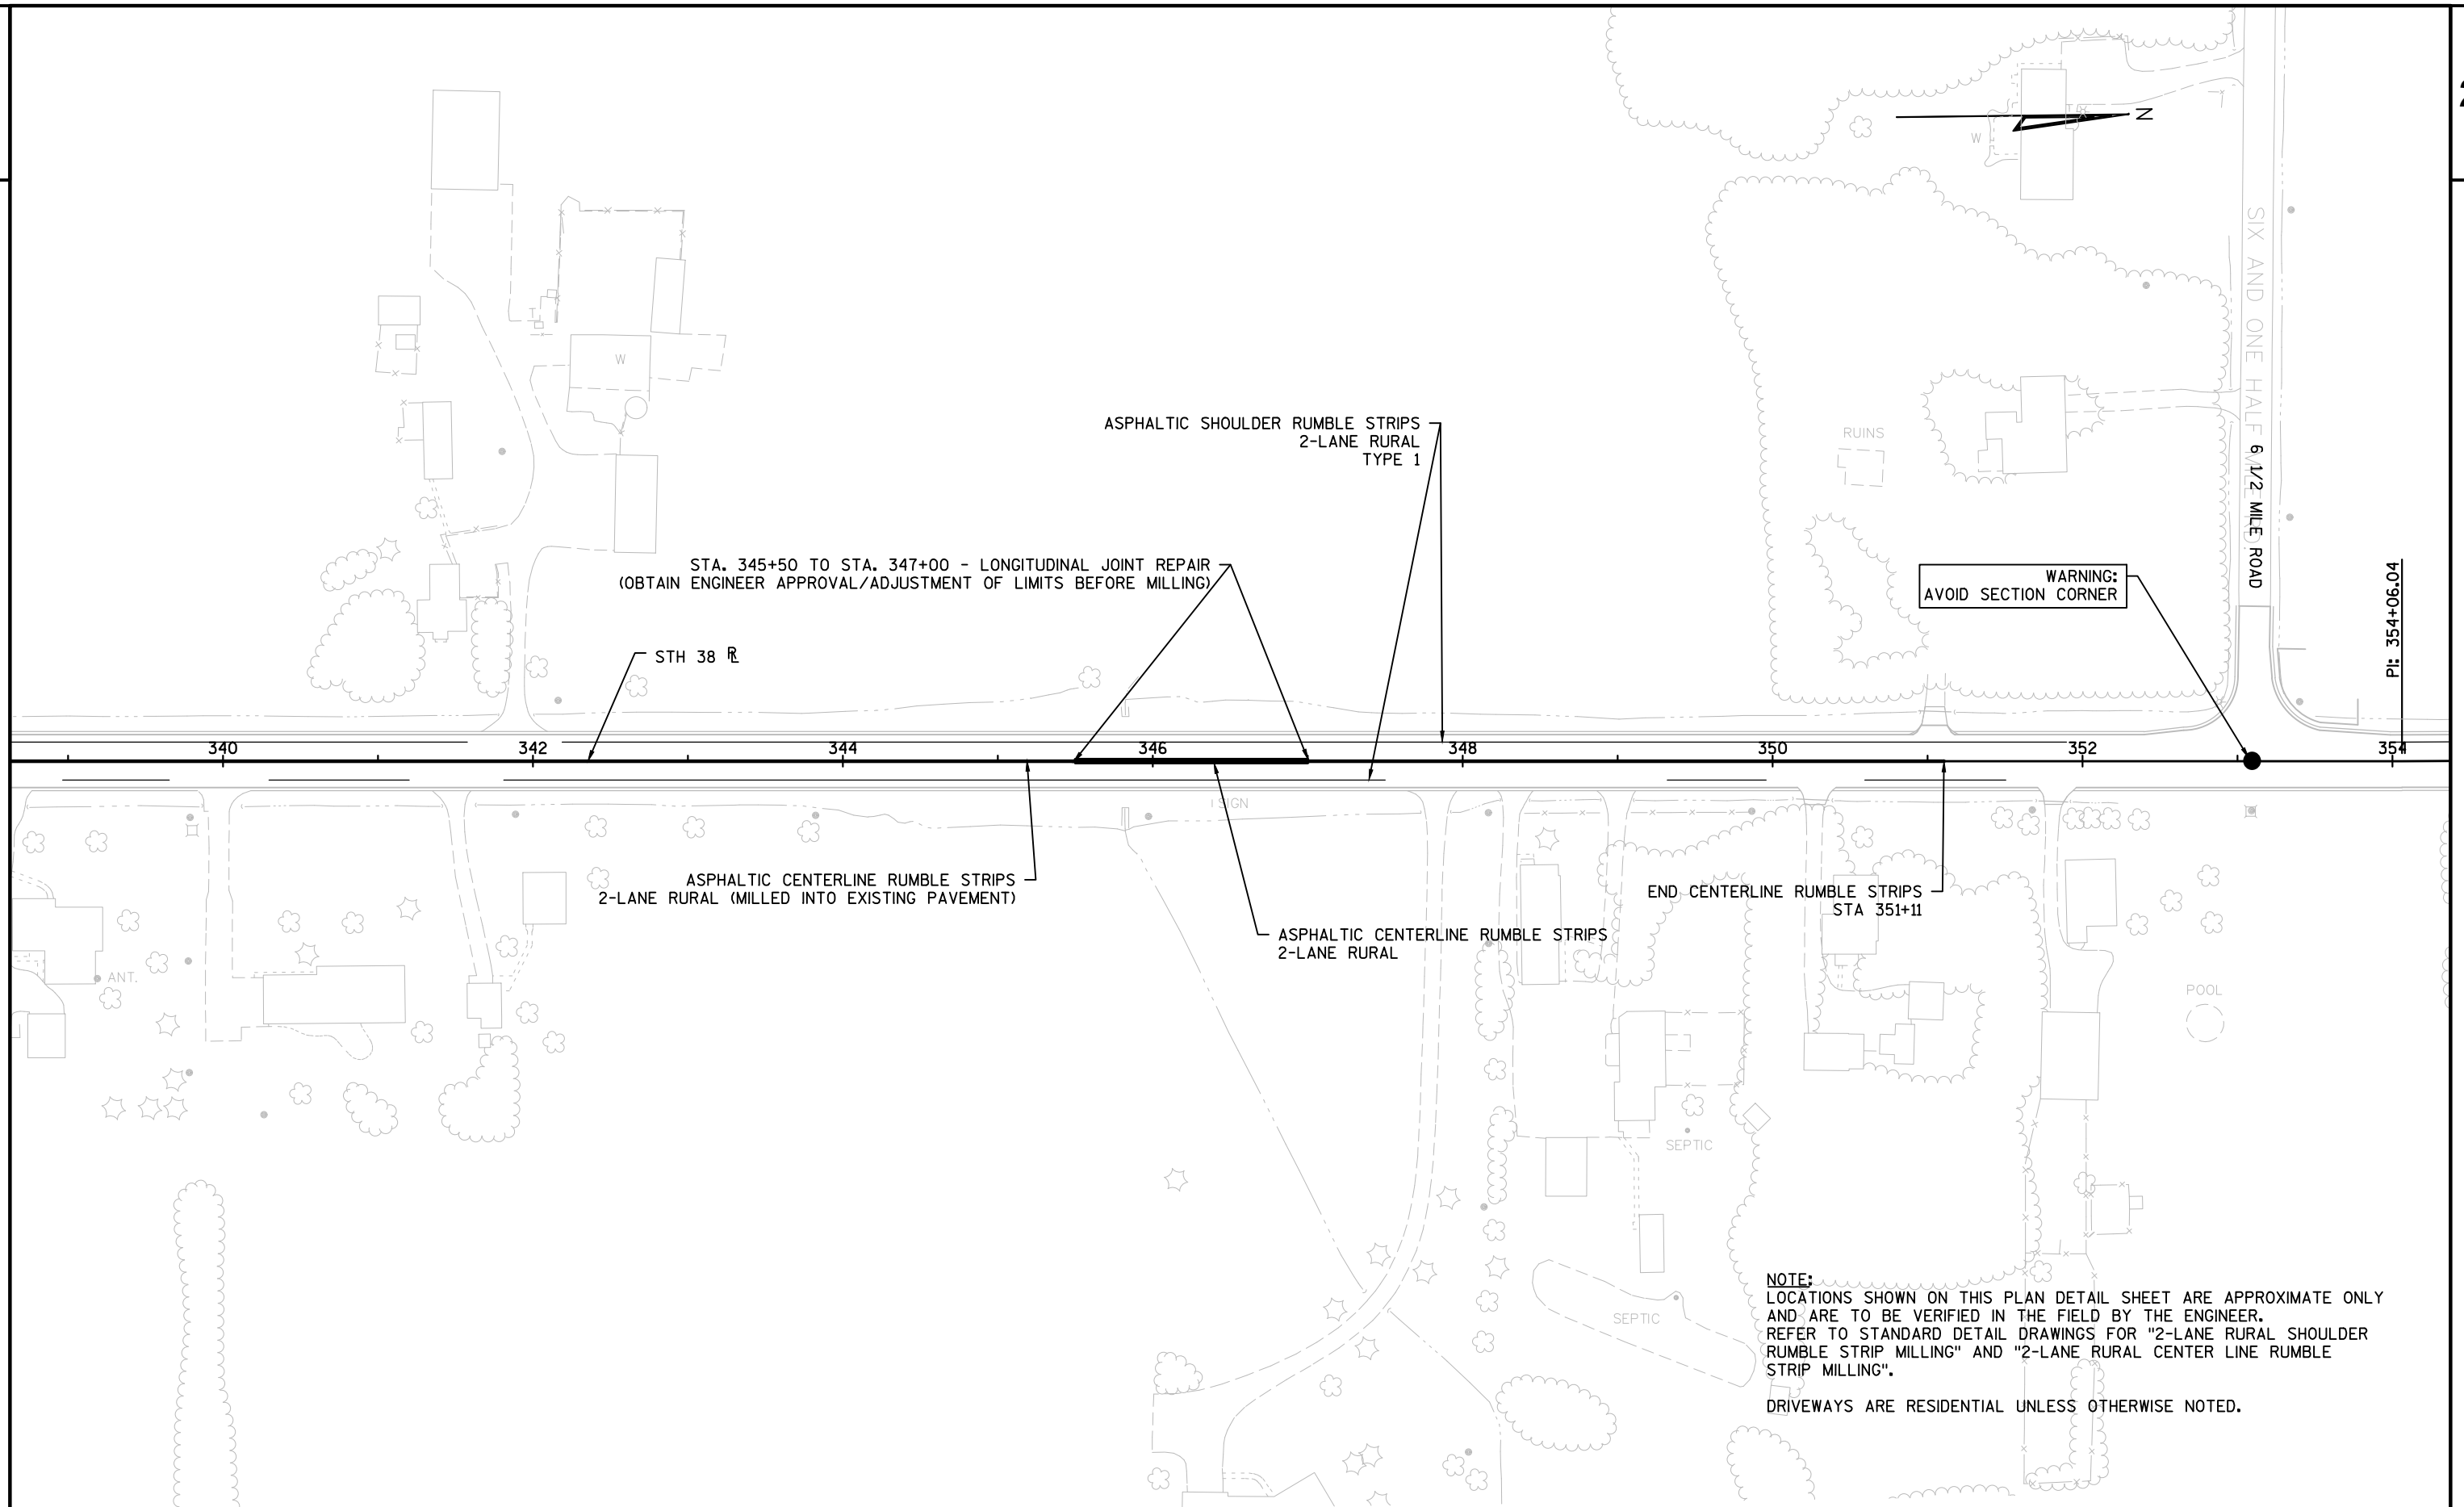 2
N
W
T
SIX AND ONE HALF MILE RD.
6 1/2 MILE ROAD
T
W
ASPHALTIC SHOULDER RUMBLE STRIPS
2-LANE RURAL
TYPE 1
RUINS
STA. 345+50 TO STA. 347+00 - LONGITUDINAL JOINT REPAIR
(OBTAIN ENGINEER APPROVAL/ADJUSTMENT OF LIMITS BEFORE MILLING)
WARNING:
AVOID SECTION CORNER
PI: 354+06.04
STH 38 RL
340 342 344 346 348 350 352 354
SIGN
ASPHALTIC CENTERLINE RUMBLE STRIPS
2-LANE RURAL (MILLED INTO EXISTING PAVEMENT)
END CENTERLINE RUMBLE STRIPS
STA 351+11
ASPHALTIC CENTERLINE RUMBLE STRIPS
2-LANE RURAL
ANT.
POOL
SEPTIC
SEPTIC
NOTE:
LOCATIONS SHOWN ON THIS PLAN DETAIL SHEET ARE APPROXIMATE ONLY
AND ARE TO BE VERIFIED IN THE FIELD BY THE ENGINEER.
REFER TO STANDARD DETAIL DRAWINGS FOR "2-LANE RURAL SHOULDER
RUMBLE STRIP MILLING" AND "2-LANE RURAL CENTER LINE RUMBLE
STRIP MILLING".
DRIVEWAYS ARE RESIDENTIAL UNLESS OTHERWISE NOTED.